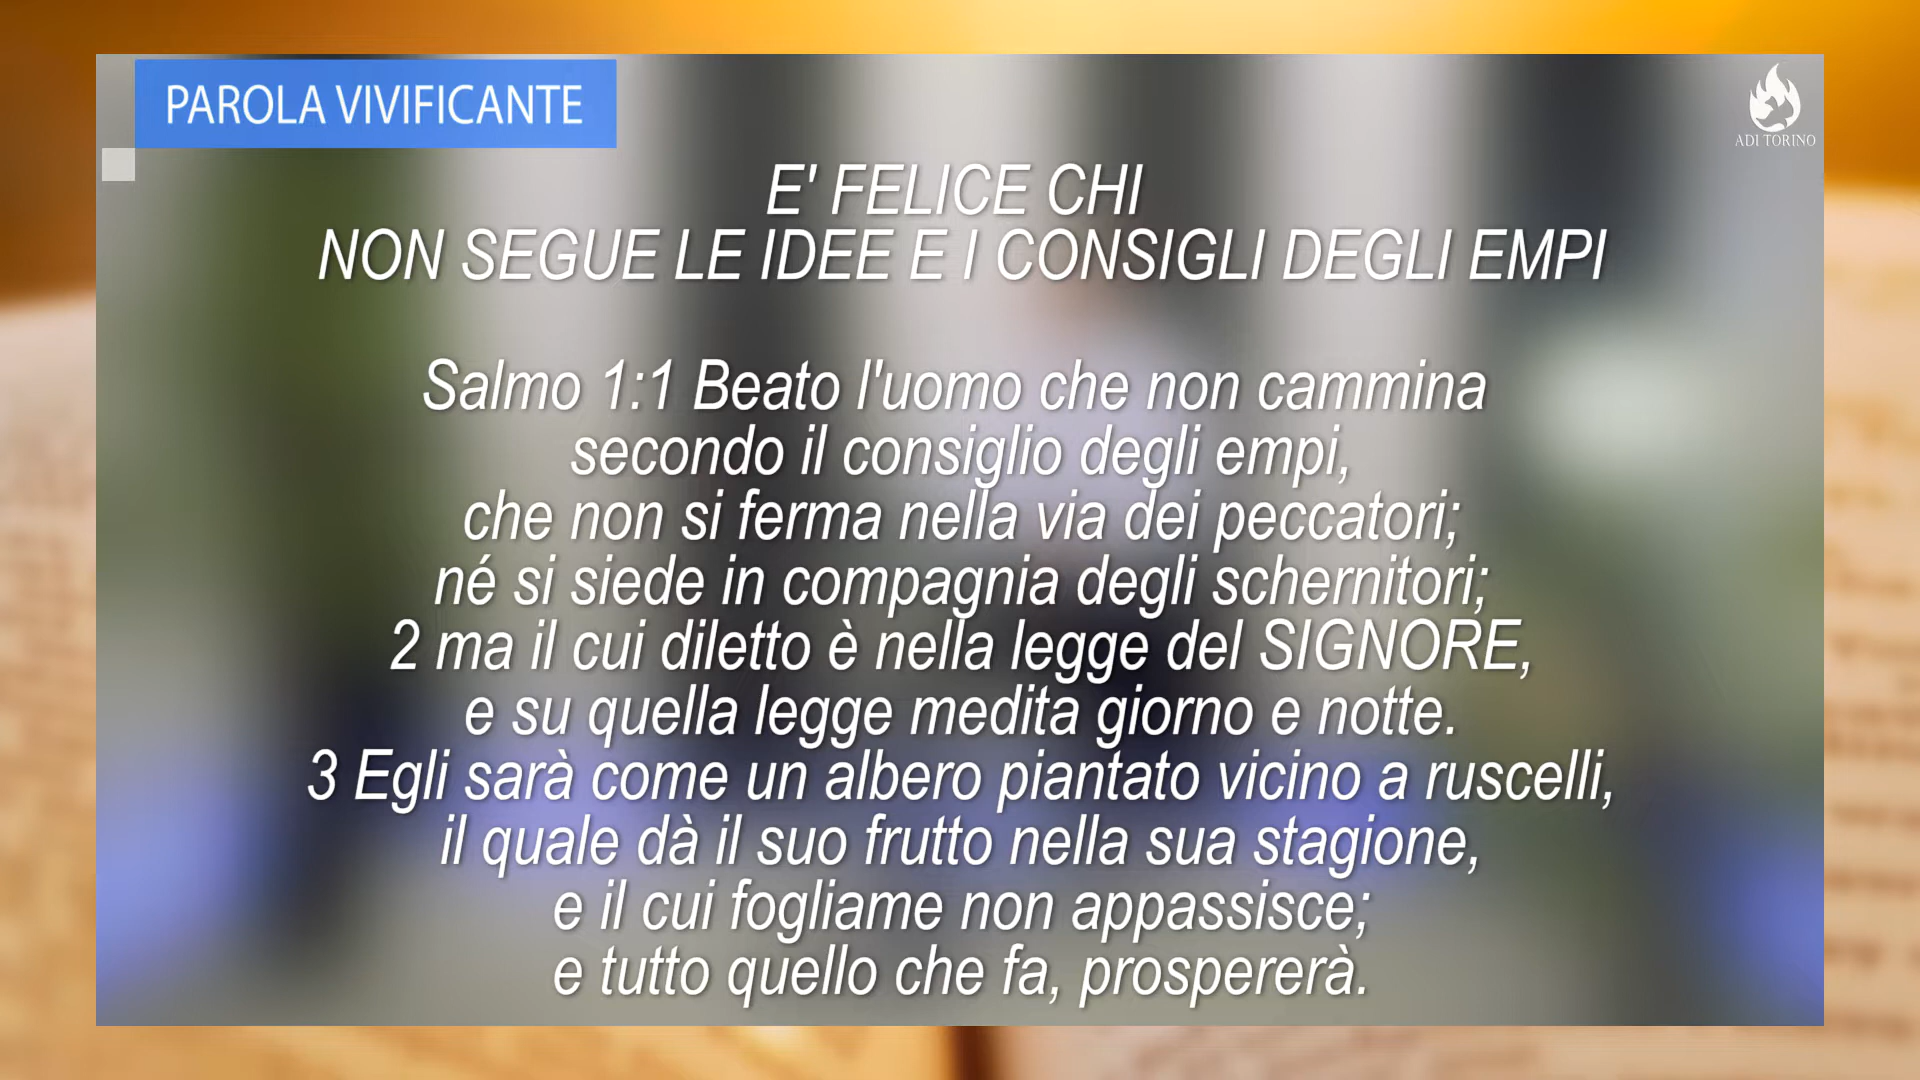 PAROLA VIVIFICANTE
ADI TORINO
E' FELICE CHI
NON SEGUE LE IDEE E I CONSIGLI DEGLI EMPI
Salmo 1:1 Beato l'uomo che non cammina
secondo il consiglio degli empi,
che non si ferma nella via dei peccatori;
né si siede in compagnia degli schernitori;
2 ma il cui diletto è nella legge del SIGNORE,
e su quella legge medita giorno e notte.
3 Egli sarà come un albero piantato vicino a ruscelli,
il quale dà il suo frutto nella sua stagione,
e il cui fogliame non appassisce;
e tutto quello che fa, prospererà.